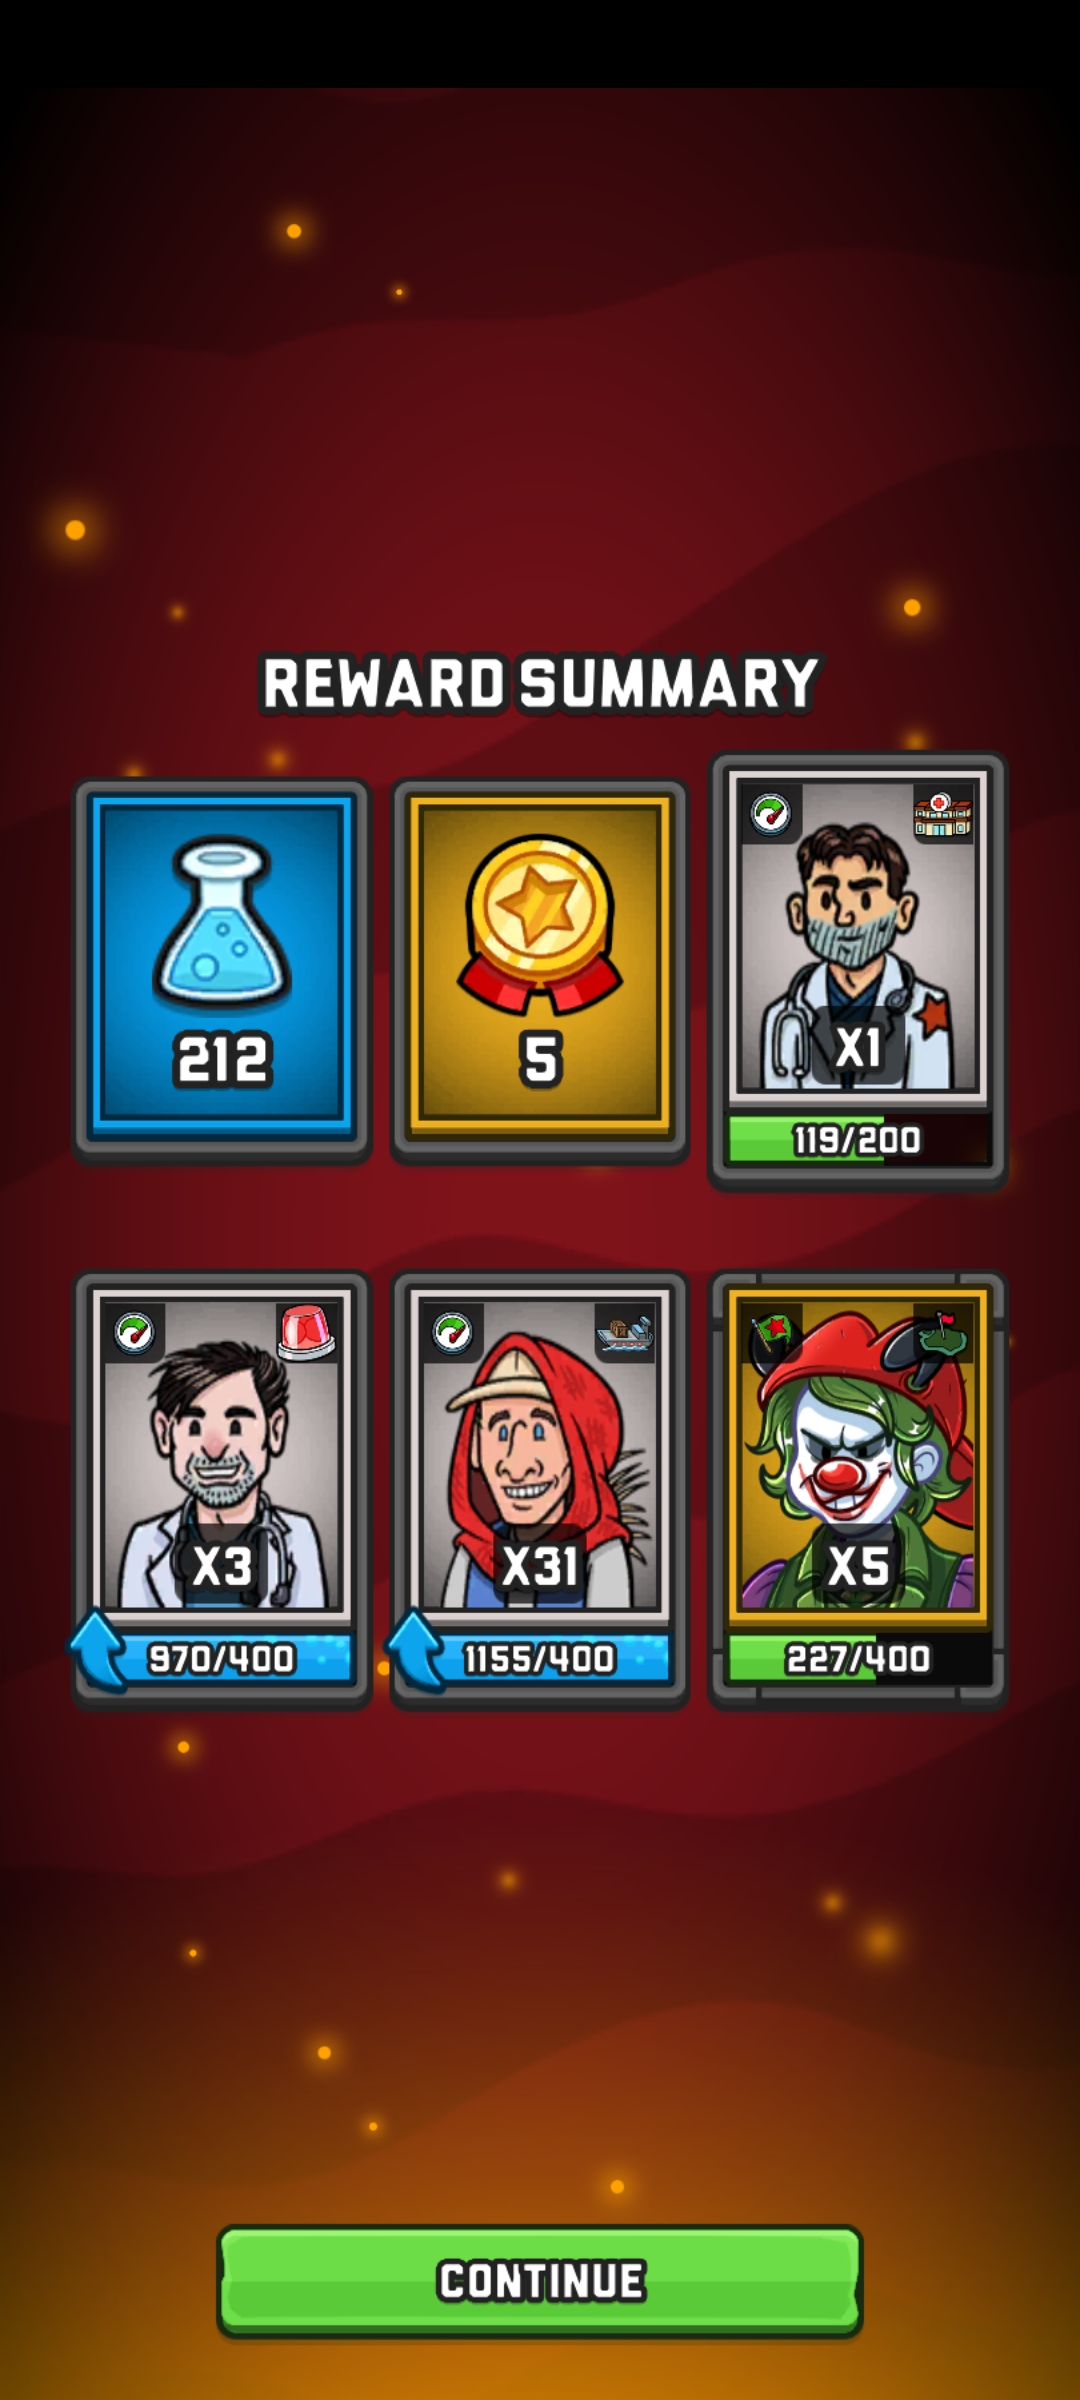 REWARD SUMMARY
212
5
X1
119/200
X3
970/400
X31
1155/400
X5
227/400
CONTINUE